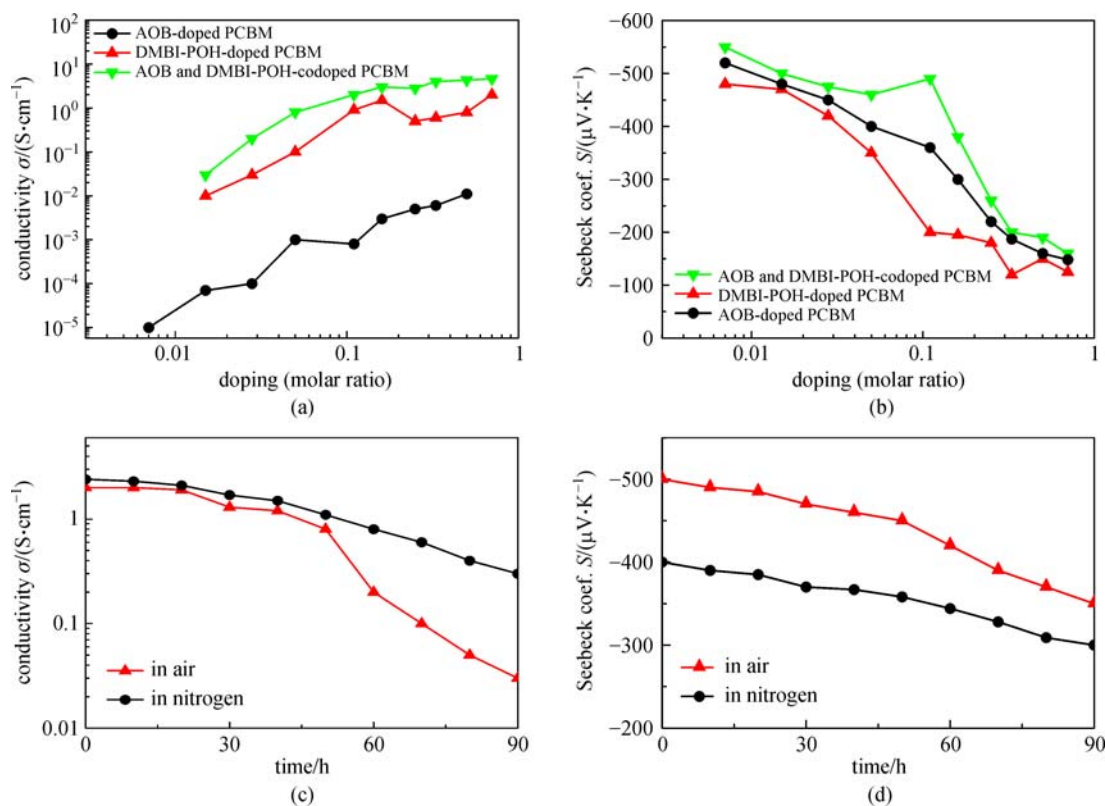 10²
10¹
10⁰
10⁻¹
10⁻²
10⁻³
10⁻⁴
10⁻⁵
conductivity σ/(S·cm⁻¹)
AOB-doped PCBM
DMBI-POH-doped PCBM
AOB and DMBI-POH-codoped PCBM
0.01 0.1 1
doping (molar ratio)
(a)
−600
−500
−400
−300
−200
−100
0
Seebeck coef. S/(μV·K⁻¹)
AOB and DMBI-POH-codoped PCBM
DMBI-POH-doped PCBM
AOB-doped PCBM
0.01 0.1 1
doping (molar ratio)
(b)
1
0.1
0.01
conductivity σ/(S·cm⁻¹)
in air
in nitrogen
0 30 60 90
time/h
(c)
−500
−400
−300
−200
Seebeck coef. S/(μV·K⁻¹)
in air
in nitrogen
0 30 60 90
time/h
(d)